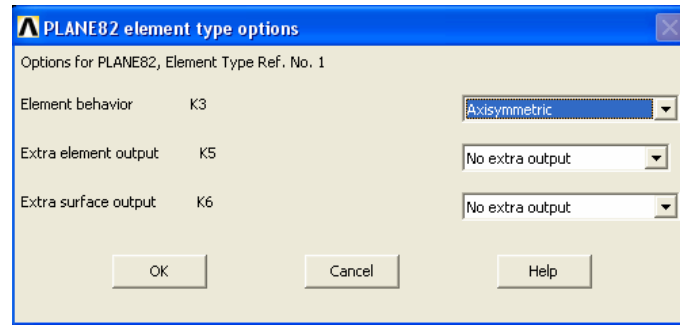 PLANE82 element type options
Options for PLANE82, Element Type Ref. No. 1
Element behavior K3 Axisymmetric
Extra element output K5 No extra output
Extra surface output K6 No extra output
OK Cancel Help